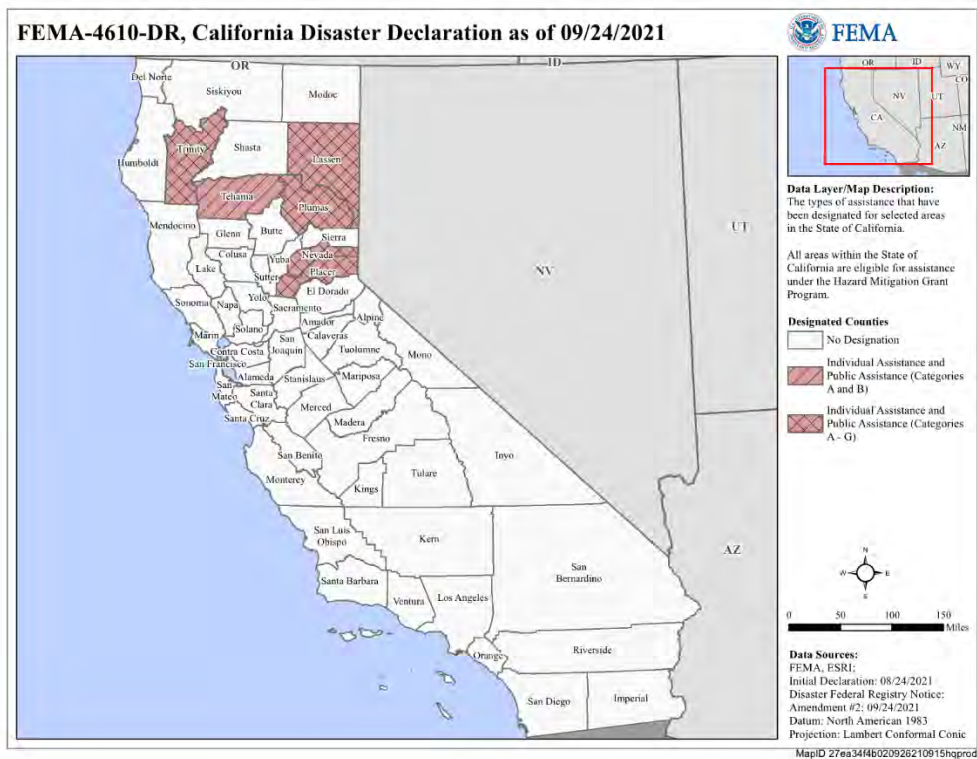 FEMA-4610-DR, California Disaster Declaration as of 09/24/2021
FEMA
OR
ID
Del Norte
Siskiyou
Modoc
Trinity
Shasta
Lassen
Humboldt
Tehama
Plumas
Mendocino
Glenn
Butte
Sierra
Colusa
Yuba
Nevada
Lake
Sutter
Placer
El Dorado
Sonoma
Napa
Yolo
Sacramento
Alpine
Amador
Solano
Marin
San
Joaquin
Calaveras
Contra Costa
Tuolumne
Mono
San Francisco
Alameda
Stanislaus
Mariposa
San
Mateo
Santa
Clara
Merced
Santa Cruz
Madera
Fresno
San Benito
Inyo
Monterey
Kings
Tulare
San Luis
Obispo
Kern
San
Bernardino
Santa Barbara
Ventura
Los Angeles
Orange
Riverside
San Diego
Imperial
NV
UT
AZ
OR
ID
WY
CO
NV
UT
CA
AZ
NM
Data Layer/Map Description:
The types of assistance that have
been designated for selected areas
in the State of California.
All areas within the State of
California are eligible for assistance
under the Hazard Mitigation Grant
Program.
Designated Counties
No Designation
Individual Assistance and
Public Assistance (Categories
A and B)
Individual Assistance and
Public Assistance (Categories
A - G)
N
W
E
S
0 50 100 150
Miles
Data Sources:
FEMA, ESRI;
Initial Declaration: 08/24/2021
Disaster Federal Registry Notice:
Amendment #2: 09/24/2021
Datum: North American 1983
Projection: Lambert Conformal Conic
MapID 27ea34f4b020926210915hqprod